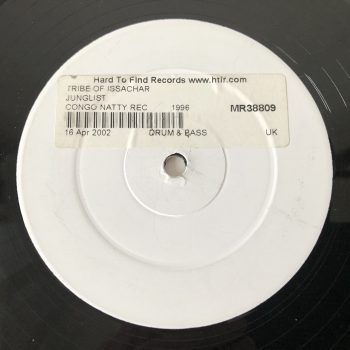 Hard To Find Records www.htfr.com
TRIBE OF ISSACHAR
JUNGLIST
CONGO NATTY REC 1996 MR38809
16 Apr 2002 DRUM & BASS UK